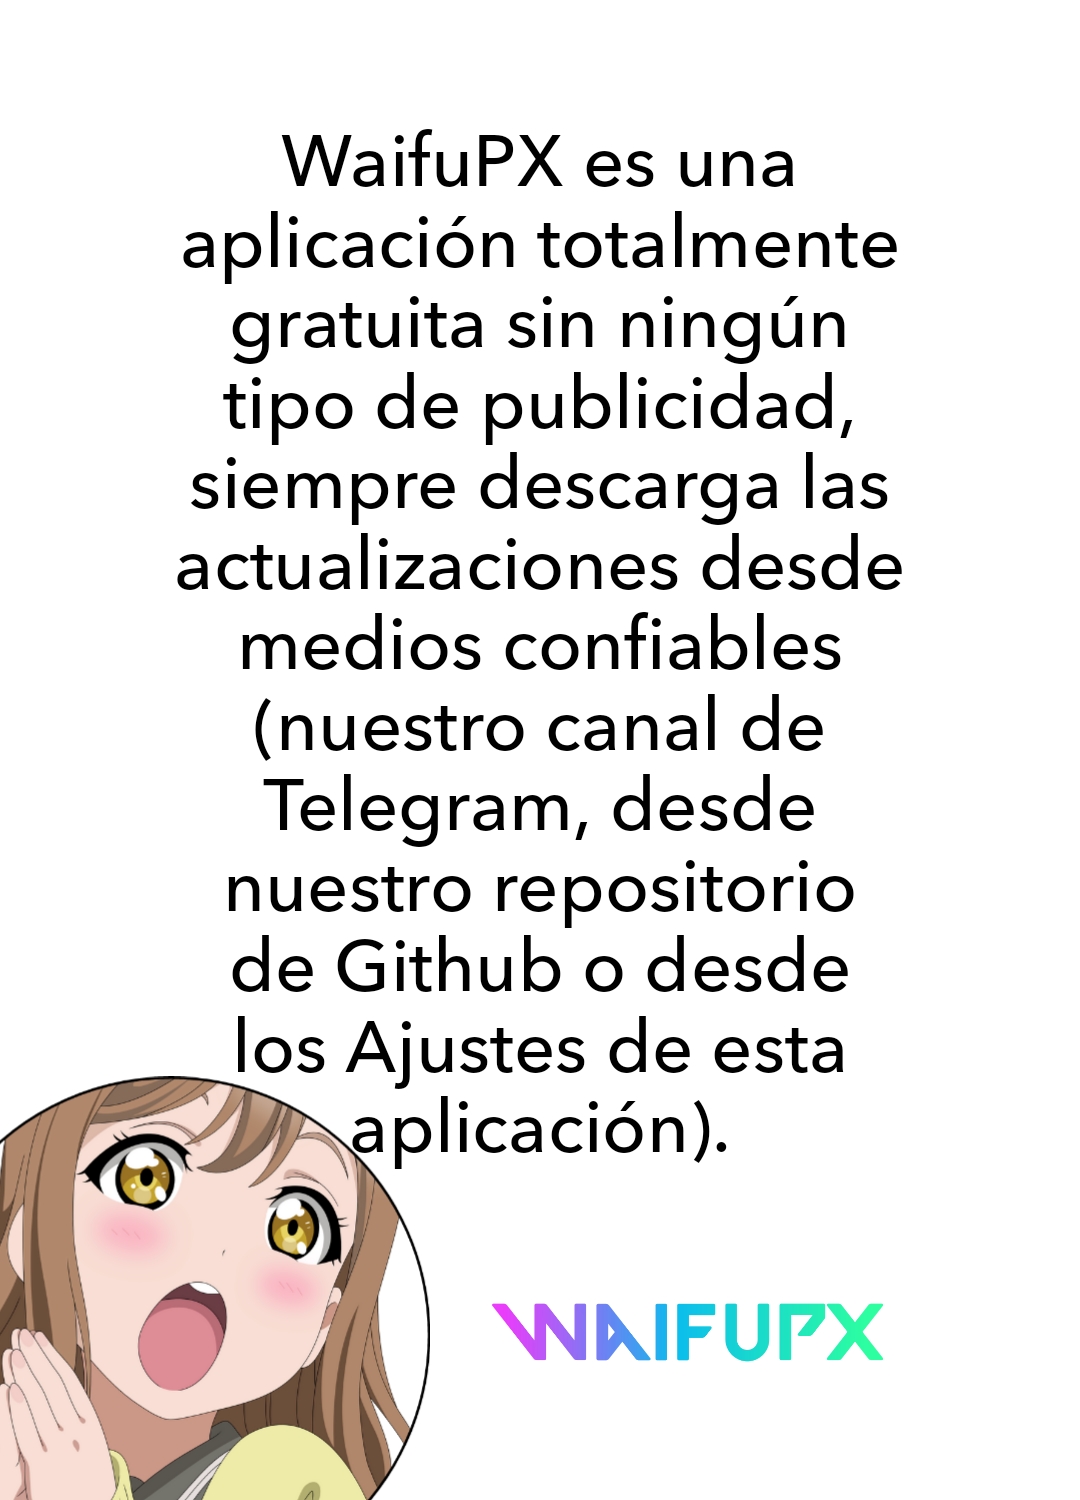 WaifuPX es una
aplicación totalmente
gratuita sin ningún
tipo de publicidad,
siempre descarga las
actualizaciones desde
medios confiables
(nuestro canal de
Telegram, desde
nuestro repositorio
de Github o desde
los Ajustes de esta
aplicación).
WAIFUPX